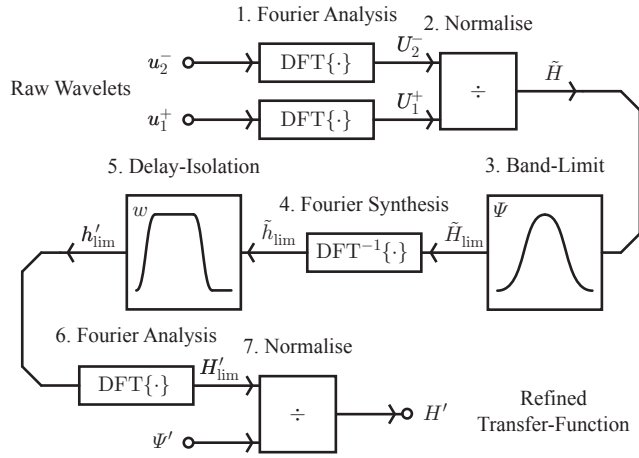 1. Fourier Analysis
2. Normalise
u₂⁻
DFT{·}
U₂⁻
H̃
Raw Wavelets
÷
u₁⁺
DFT{·}
U₁⁺
5. Delay-Isolation
3. Band-Limit
4. Fourier Synthesis
w
Ψ
h′lim
h̃lim
DFT⁻¹{·}
H̃lim
6. Fourier Analysis
7. Normalise
DFT{·}
H′lim
÷
H′
Refined
Transfer-Function
Ψ′